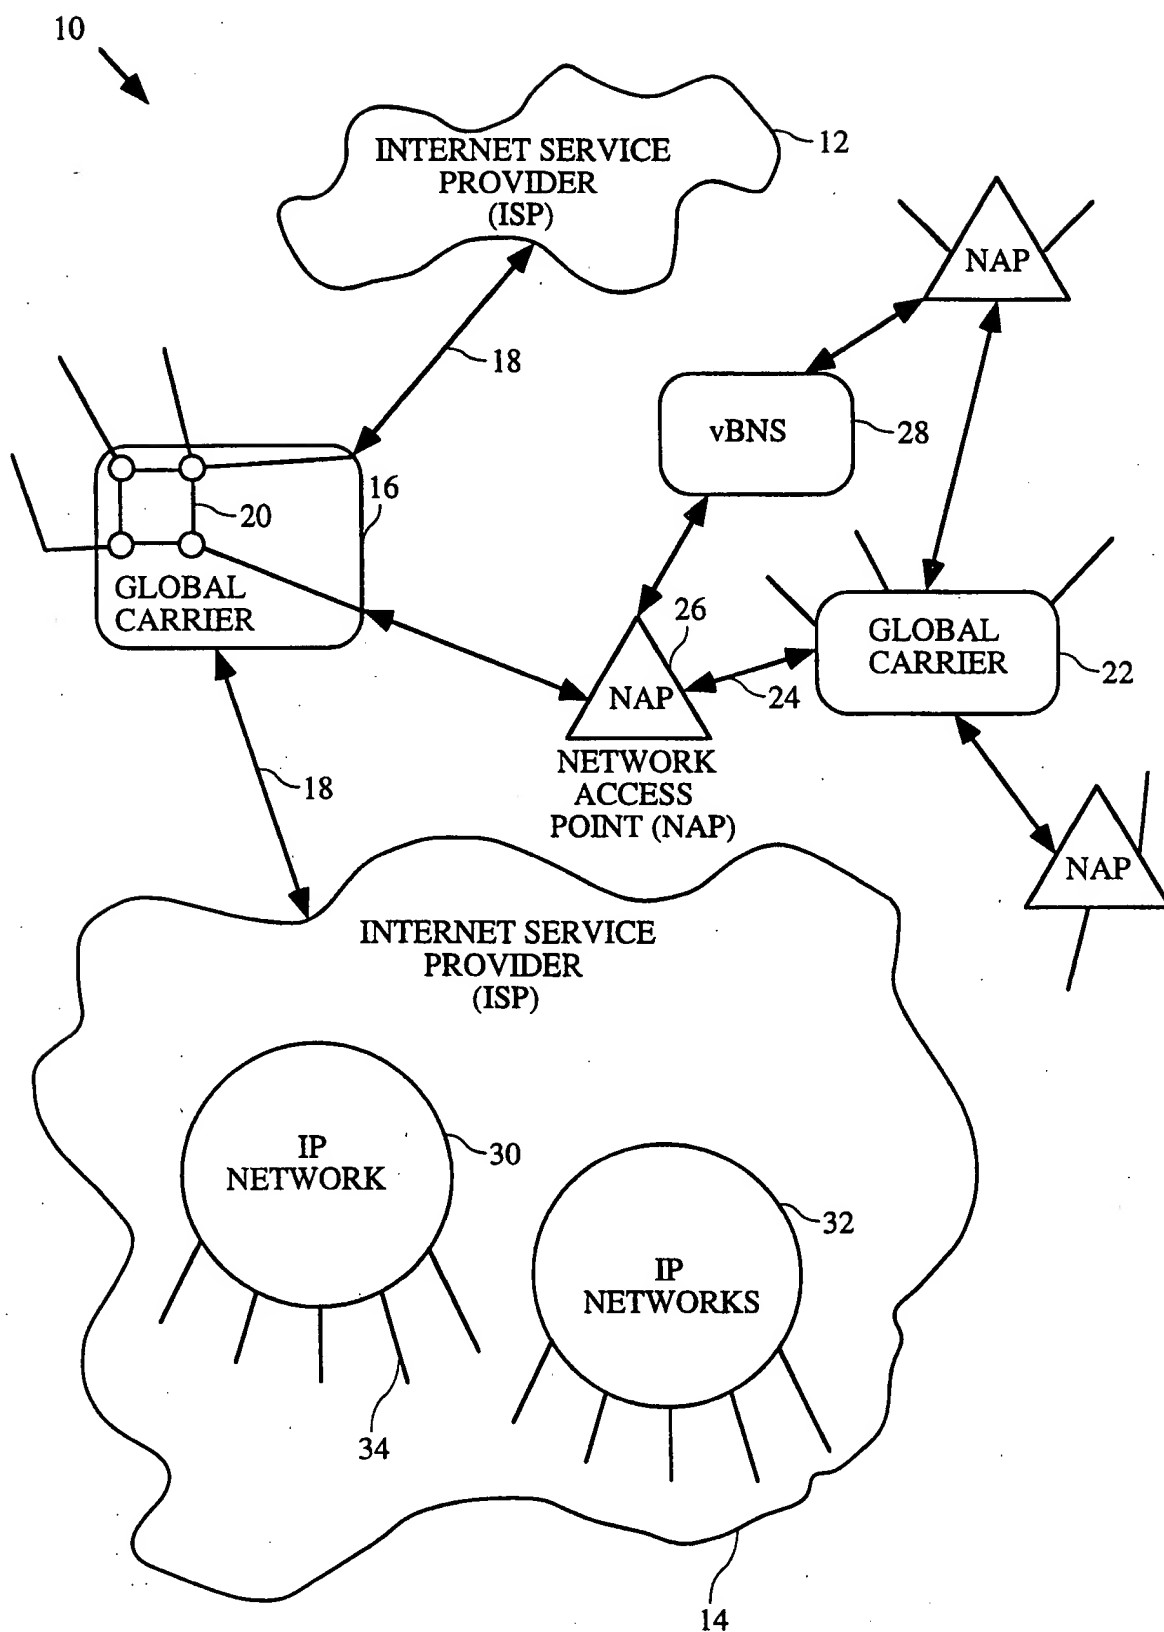 10
INTERNET SERVICE
PROVIDER
(ISP)
12
NAP
18
vBNS
28
16
20
GLOBAL
CARRIER
26
NAP
24
GLOBAL
CARRIER
22
NETWORK
ACCESS
POINT (NAP)
18
NAP
INTERNET SERVICE
PROVIDER
(ISP)
IP
NETWORK
30
32
IP
NETWORKS
34
14